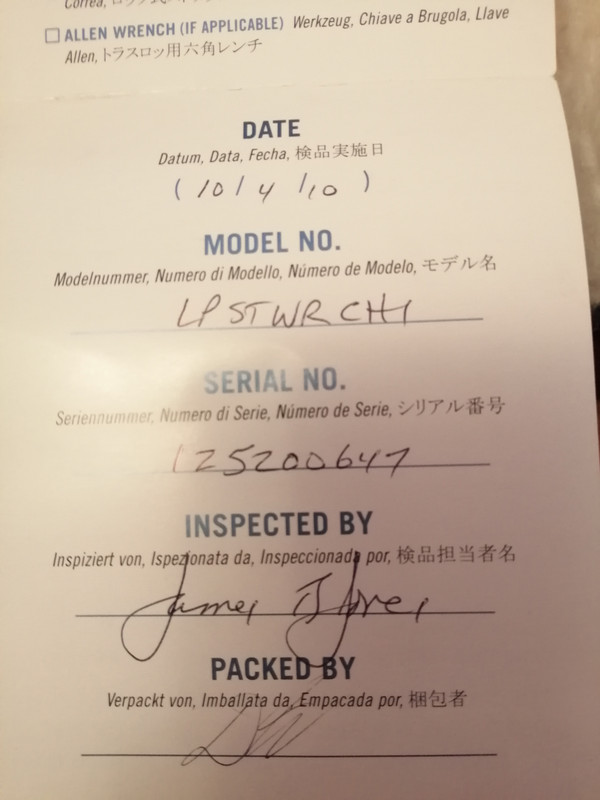 Correa,
ALLEN WRENCH (IF APPLICABLE) Werkzeug, Chiave a Brugola, Llave
Allen, トラスロッ用六角レンチ
DATE
Datum, Data, Fecha, 検品実施日
( 10/4/10 )
MODEL NO.
Modelnummer, Numero di Modello, Número de Modelo, モデル名
LPSTWRCH1
SERIAL NO.
Seriennummer, Numero di Serie, Número de Serie, シリアル番号
125200647
INSPECTED BY
Inspiziert von, Ispezionata da, Inspeccionada por, 検品担当者名
James
PACKED BY
Verpackt von, Imballata da, Empacada por, 梱包者